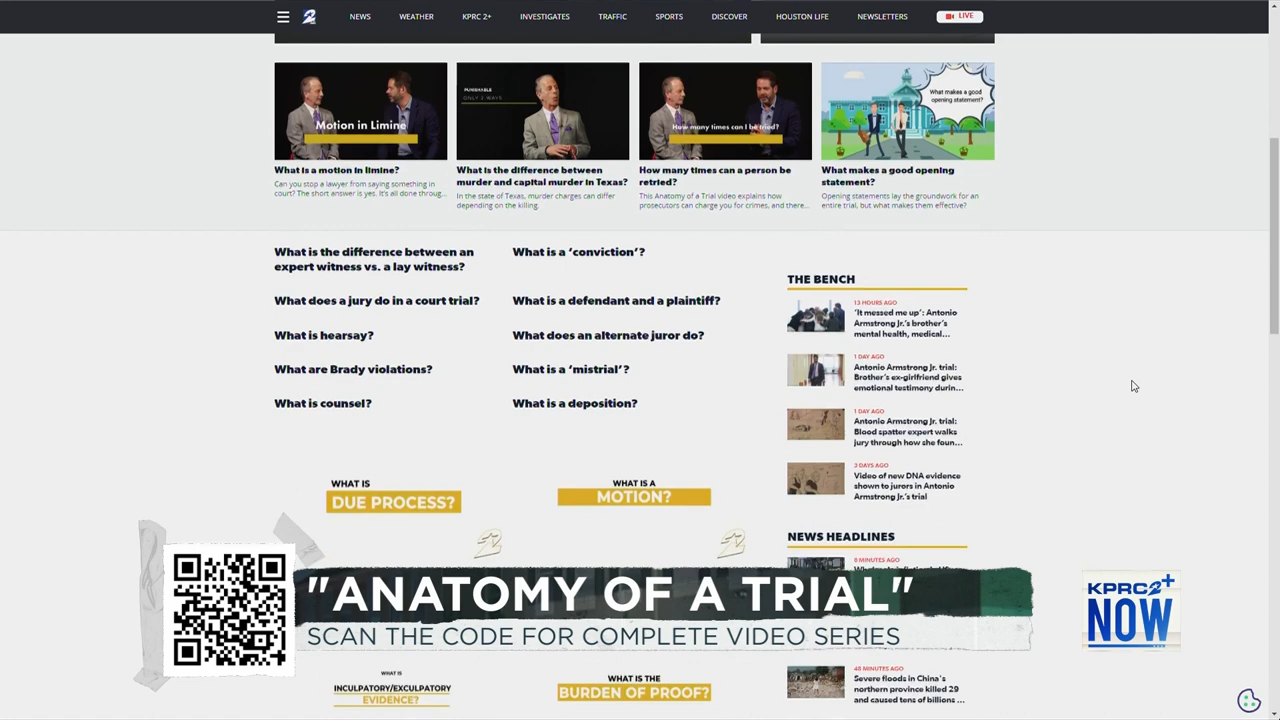 NEWS WEATHER KPRC 2+ INVESTIGATES TRAFFIC SPORTS DISCOVER HOUSTON LIFE NEWSLETTERS LIVE
Motion in Limine
PUNISHABLE
ONLY 2 WAYS
How many times can I be tried?
What makes a good
opening statement?
What is a motion in limine?
Can you stop a lawyer from saying something in
court? The short answer is yes. It's all done throug...
What is the difference between
murder and capital murder in Texas?
In the state of Texas, murder charges can differ
depending on the killing.
How many times can a person be
retried?
This Anatomy of a Trial video explains how
prosecutors can charge you for crimes, and there...
What makes a good opening
statement?
Opening statements lay the groundwork for an
entire trial, but what makes them effective?
What is the difference between an
expert witness vs. a lay witness?
What is a 'conviction'?
What does a jury do in a court trial?
What is a defendant and a plaintiff?
What is hearsay?
What does an alternate juror do?
What are Brady violations?
What is a 'mistrial'?
What is counsel?
What is a deposition?
THE BENCH
13 HOURS AGO
'It messed me up': Antonio
Armstrong Jr.'s brother's
mental health, medical...
1 DAY AGO
Antonio Armstrong Jr. trial:
Brother's ex-girlfriend gives
emotional testimony durin...
1 DAY AGO
Antonio Armstrong Jr. trial:
Blood spatter expert walks
jury through how she foun...
3 DAYS AGO
Video of new DNA evidence
shown to jurors in Antonio
Armstrong Jr.'s trial
WHAT IS
DUE PROCESS?
WHAT IS A
MOTION?
NEWS HEADLINES
8 MINUTES AGO
"ANATOMY OF A TRIAL"
SCAN THE CODE FOR COMPLETE VIDEO SERIES
KPRC2+
NOW
WHAT IS
INCULPATORY/EXCULPATORY
EVIDENCE?
WHAT IS THE
BURDEN OF PROOF?
48 MINUTES AGO
Severe floods in China's
northern province killed 29
and caused tens of billions ...